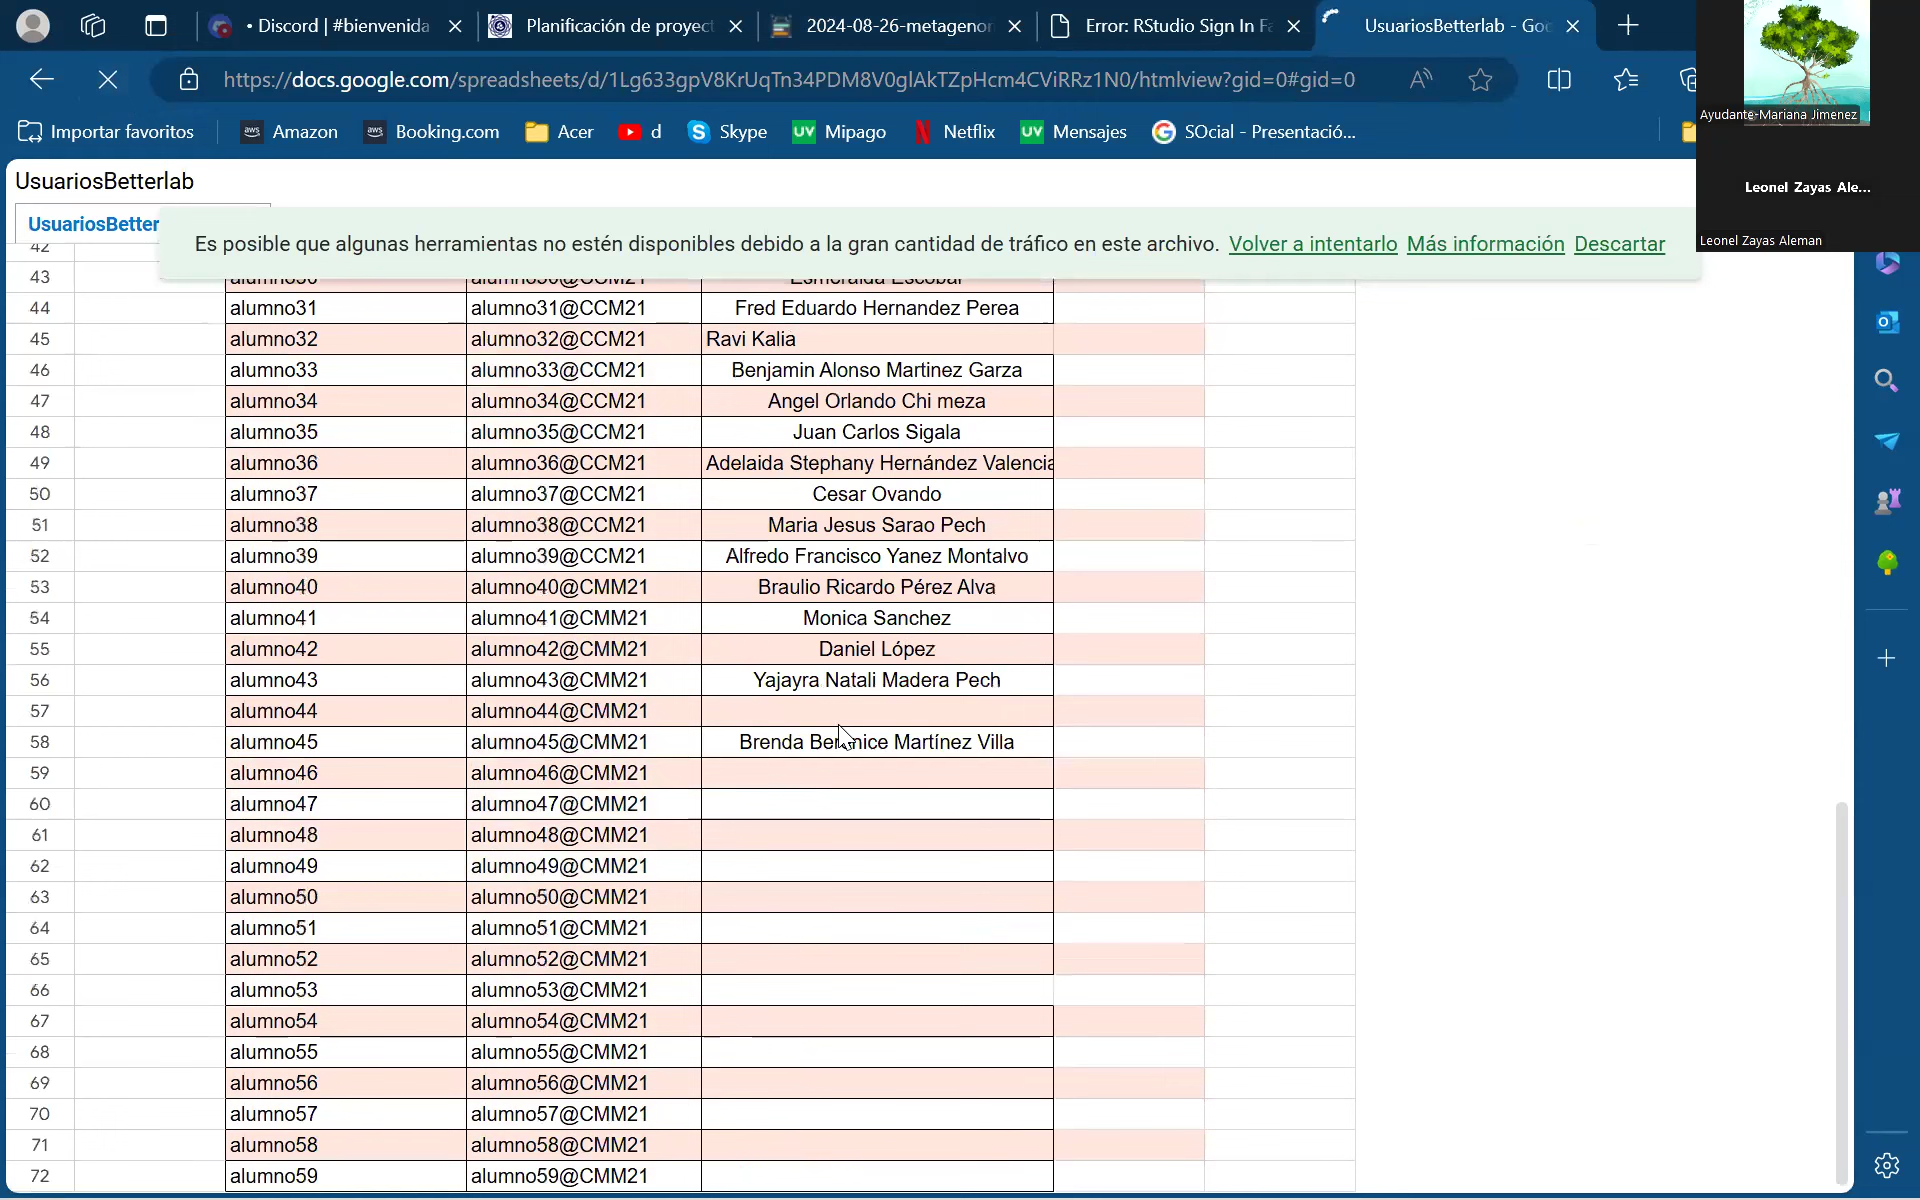 • Discord | #bienvenida
Planificación de proyect
2024-08-26-metagenor
Error: RStudio Sign In Fa
UsuariosBetterlab - Goo
https://docs.google.com/spreadsheets/d/1Lg633gpV8KrUqTn34PDM8V0glAkTZpHcm4CViRRz1N0/htmlview?gid=0#gid=0
Importar favoritos
aws Amazon
aws Booking.com
Acer
d
Skype
UV Mipago
Netflix
UV Mensajes
SOcial - Presentació...
Ayudante-Mariana Jimenez
Leonel Zayas Ale...
Leonel Zayas Aleman
UsuariosBetterlab
UsuariosBetter
Es posible que algunas herramientas no estén disponibles debido a la gran cantidad de tráfico en este archivo. Volver a intentarlo Más información Descartar
42
43 alumno30 alumno30@CCM21 Esmeralda Escobar
44 alumno31 alumno31@CCM21 Fred Eduardo Hernandez Perea
45 alumno32 alumno32@CCM21 Ravi Kalia
46 alumno33 alumno33@CCM21 Benjamin Alonso Martinez Garza
47 alumno34 alumno34@CCM21 Angel Orlando Chi meza
48 alumno35 alumno35@CCM21 Juan Carlos Sigala
49 alumno36 alumno36@CCM21 Adelaida Stephany Hernández Valencia
50 alumno37 alumno37@CCM21 Cesar Ovando
51 alumno38 alumno38@CCM21 Maria Jesus Sarao Pech
52 alumno39 alumno39@CCM21 Alfredo Francisco Yanez Montalvo
53 alumno40 alumno40@CMM21 Braulio Ricardo Pérez Alva
54 alumno41 alumno41@CMM21 Monica Sanchez
55 alumno42 alumno42@CMM21 Daniel López
56 alumno43 alumno43@CMM21 Yajayra Natali Madera Pech
57 alumno44 alumno44@CMM21
58 alumno45 alumno45@CMM21 Brenda Berenice Martínez Villa
59 alumno46 alumno46@CMM21
60 alumno47 alumno47@CMM21
61 alumno48 alumno48@CMM21
62 alumno49 alumno49@CMM21
63 alumno50 alumno50@CMM21
64 alumno51 alumno51@CMM21
65 alumno52 alumno52@CMM21
66 alumno53 alumno53@CMM21
67 alumno54 alumno54@CMM21
68 alumno55 alumno55@CMM21
69 alumno56 alumno56@CMM21
70 alumno57 alumno57@CMM21
71 alumno58 alumno58@CMM21
72 alumno59 alumno59@CMM21